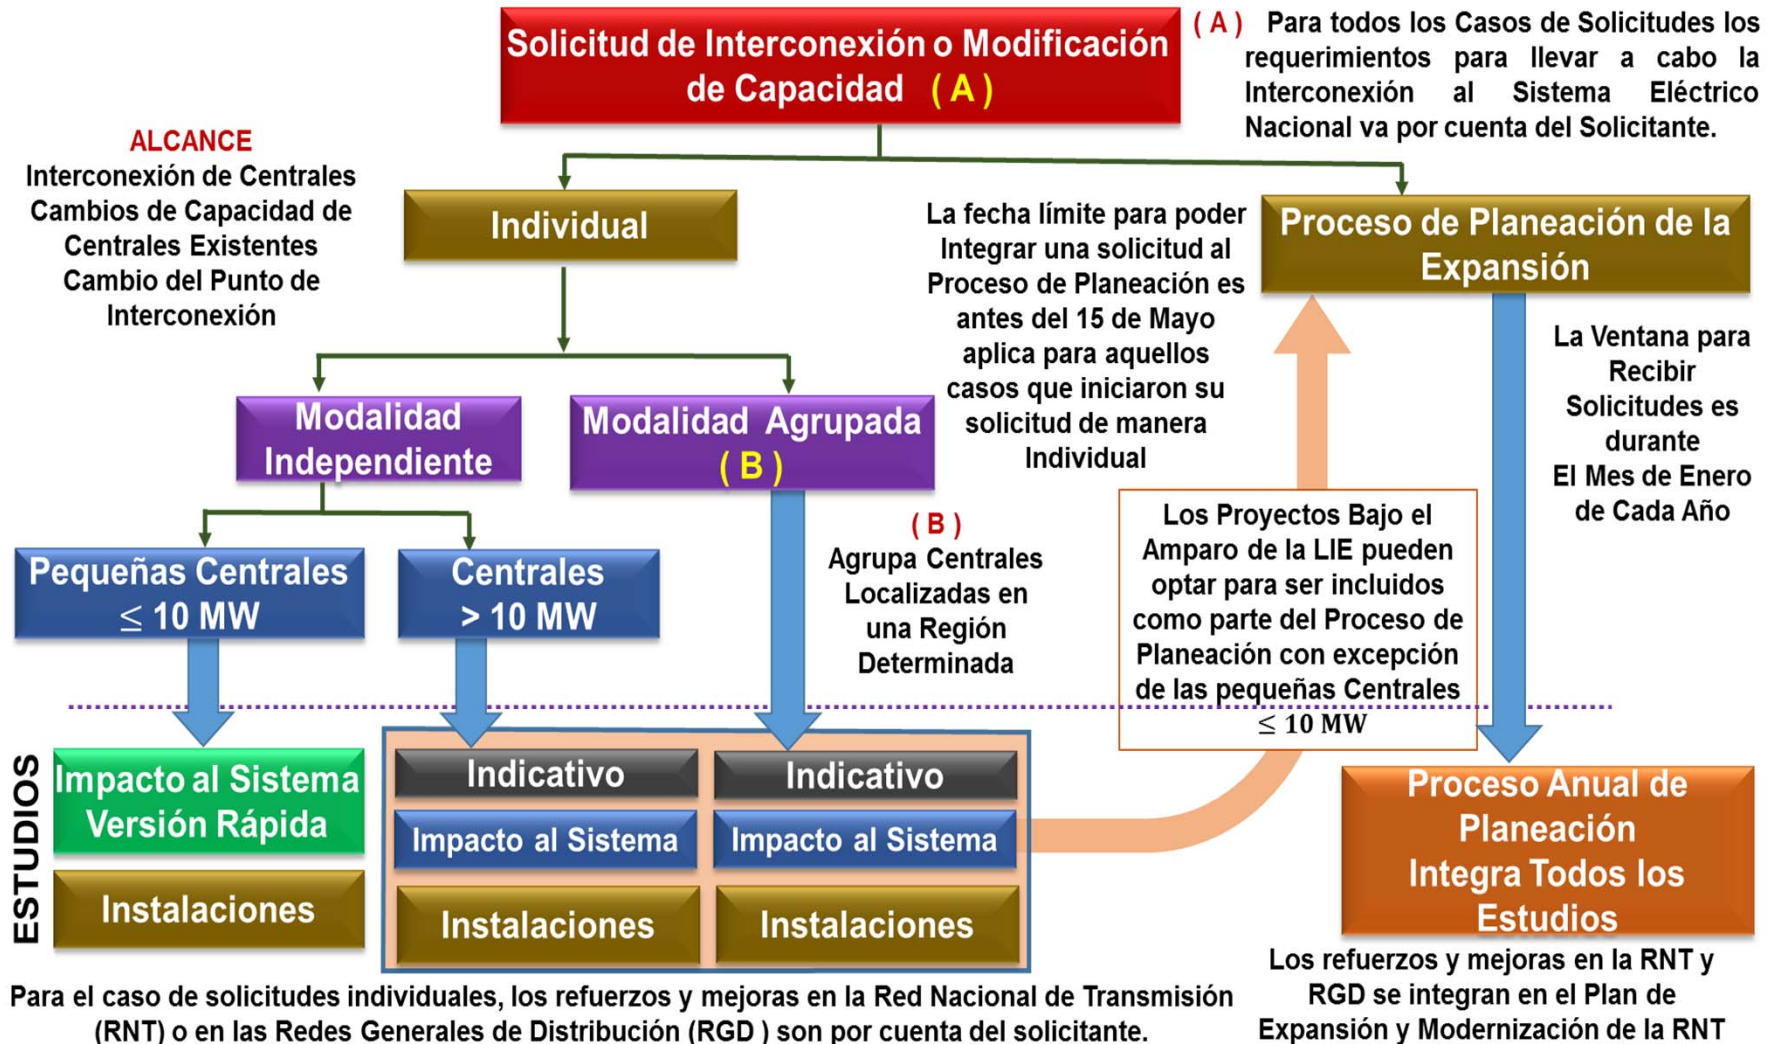 Solicitud de Interconexión o Modificación
de Capacidad ( A )
( A ) Para todos los Casos de Solicitudes los
requerimientos para llevar a cabo la
Interconexión al Sistema Eléctrico
Nacional va por cuenta del Solicitante.
ALCANCE
Interconexión de Centrales
Cambios de Capacidad de
Centrales Existentes
Cambio del Punto de
Interconexión
Individual
La fecha límite para poder
Integrar una solicitud al
Proceso de Planeación es
antes del 15 de Mayo
aplica para aquellos
casos que iniciaron su
solicitud de manera
Individual
Proceso de Planeación de la
Expansión
La Ventana para
Recibir
Solicitudes es
durante
El Mes de Enero
de Cada Año
Modalidad
Independiente
Modalidad Agrupada
( B )
( B )
Agrupa Centrales
Localizadas en
una Región
Determinada
Los Proyectos Bajo el
Amparo de la LIE pueden
optar para ser incluidos
como parte del Proceso de
Planeación con excepción
de las pequeñas Centrales
≤ 10 MW
Pequeñas Centrales
≤ 10 MW
Centrales
> 10 MW
ESTUDIOS
Impacto al Sistema
Versión Rápida
Instalaciones
Indicativo
Impacto al Sistema
Instalaciones
Indicativo
Impacto al Sistema
Instalaciones
Proceso Anual de
Planeación
Integra Todos los
Estudios
Los refuerzos y mejoras en la RNT y
RGD se integran en el Plan de
Expansión y Modernización de la RNT
Para el caso de solicitudes individuales, los refuerzos y mejoras en la Red Nacional de Transmisión
(RNT) o en las Redes Generales de Distribución (RGD ) son por cuenta del solicitante.